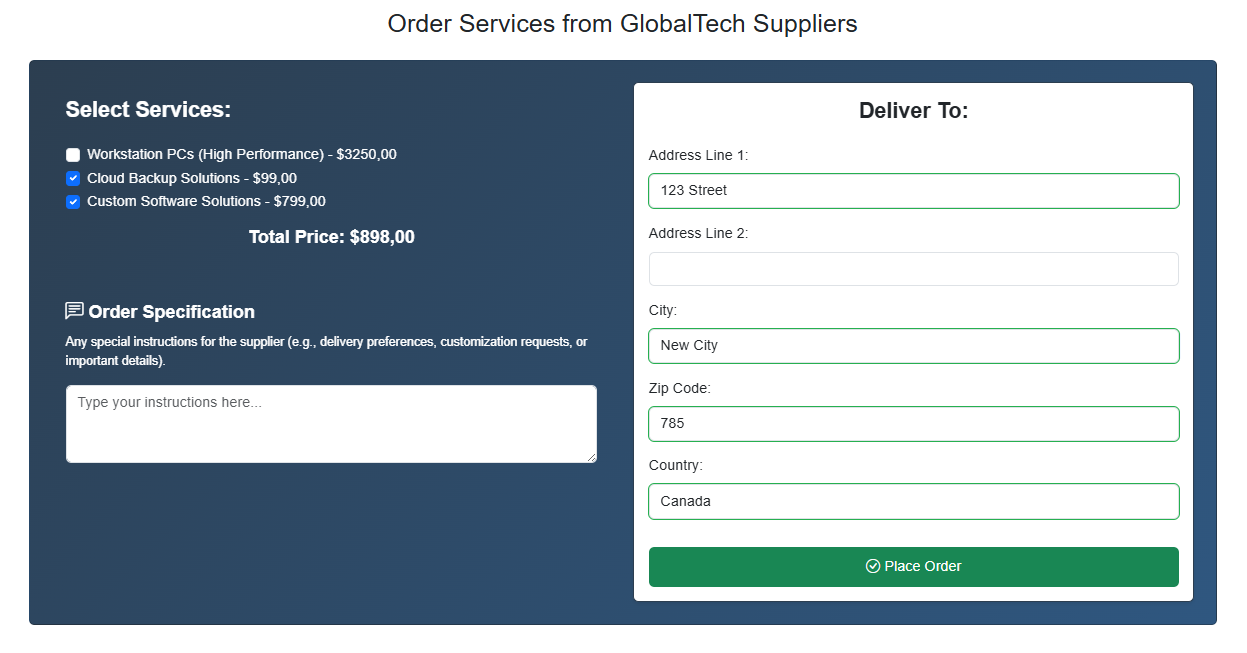 Order Services from GlobalTech Suppliers
Select Services:
Workstation PCs (High Performance) - $3250,00
Cloud Backup Solutions - $99,00
Custom Software Solutions - $799,00
Total Price: $898,00
Order Specification
Any special instructions for the supplier (e.g., delivery preferences, customization requests, or
important details).
Type your instructions here...
Deliver To:
Address Line 1:
123 Street
Address Line 2:
City:
New City
Zip Code:
785
Country:
Canada
Place Order